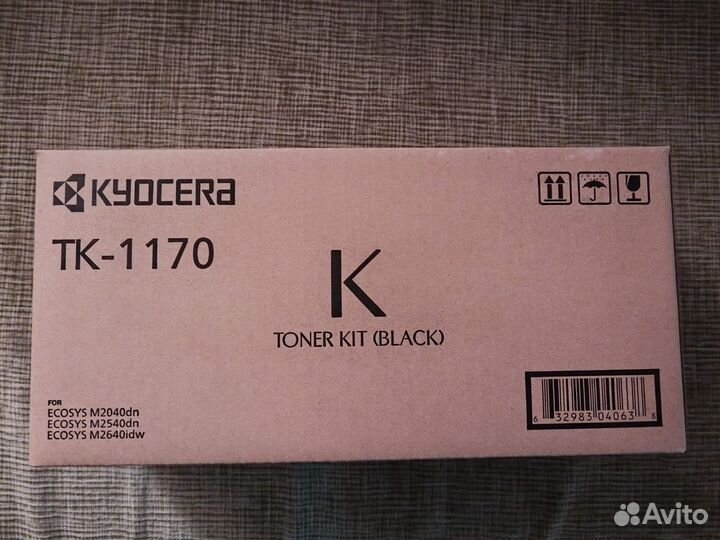 KYOCERa
TK-1170
K
TONER KIT (BLACK)
FOR
ECOSYS M2040dn
ECOSYS M2540dn
ECOSYS M2640idw
6 32983 04063 8
Avito